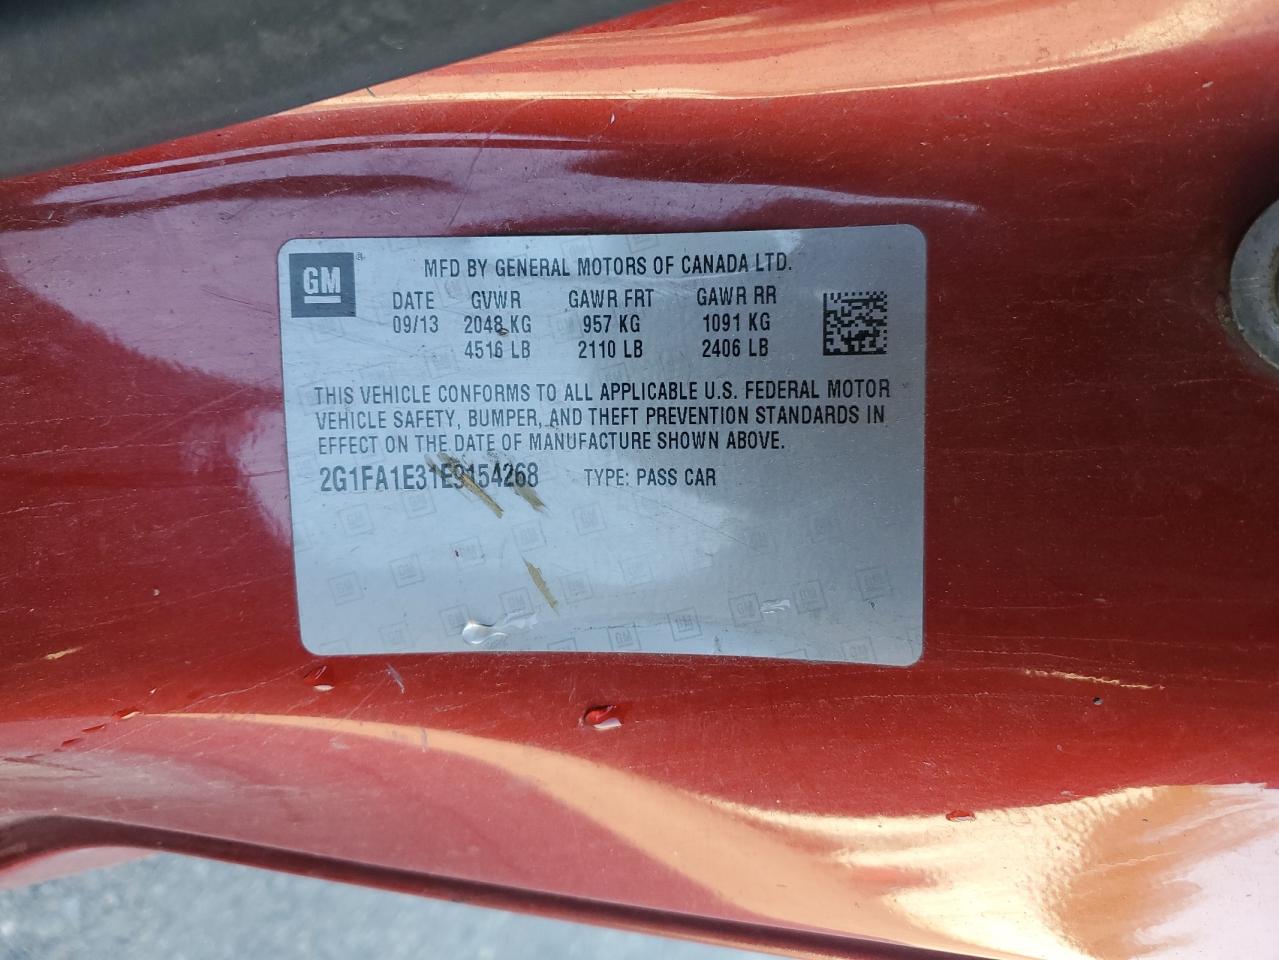 GM
MFD BY GENERAL MOTORS OF CANADA LTD.
DATE GVWR GAWR FRT GAWR RR
09/13 2048 KG 957 KG 1091 KG
4516 LB 2110 LB 2406 LB
THIS VEHICLE CONFORMS TO ALL APPLICABLE U.S. FEDERAL MOTOR
VEHICLE SAFETY, BUMPER, AND THEFT PREVENTION STANDARDS IN
EFFECT ON THE DATE OF MANUFACTURE SHOWN ABOVE.
2G1FA1E31E9154268 TYPE: PASS CAR